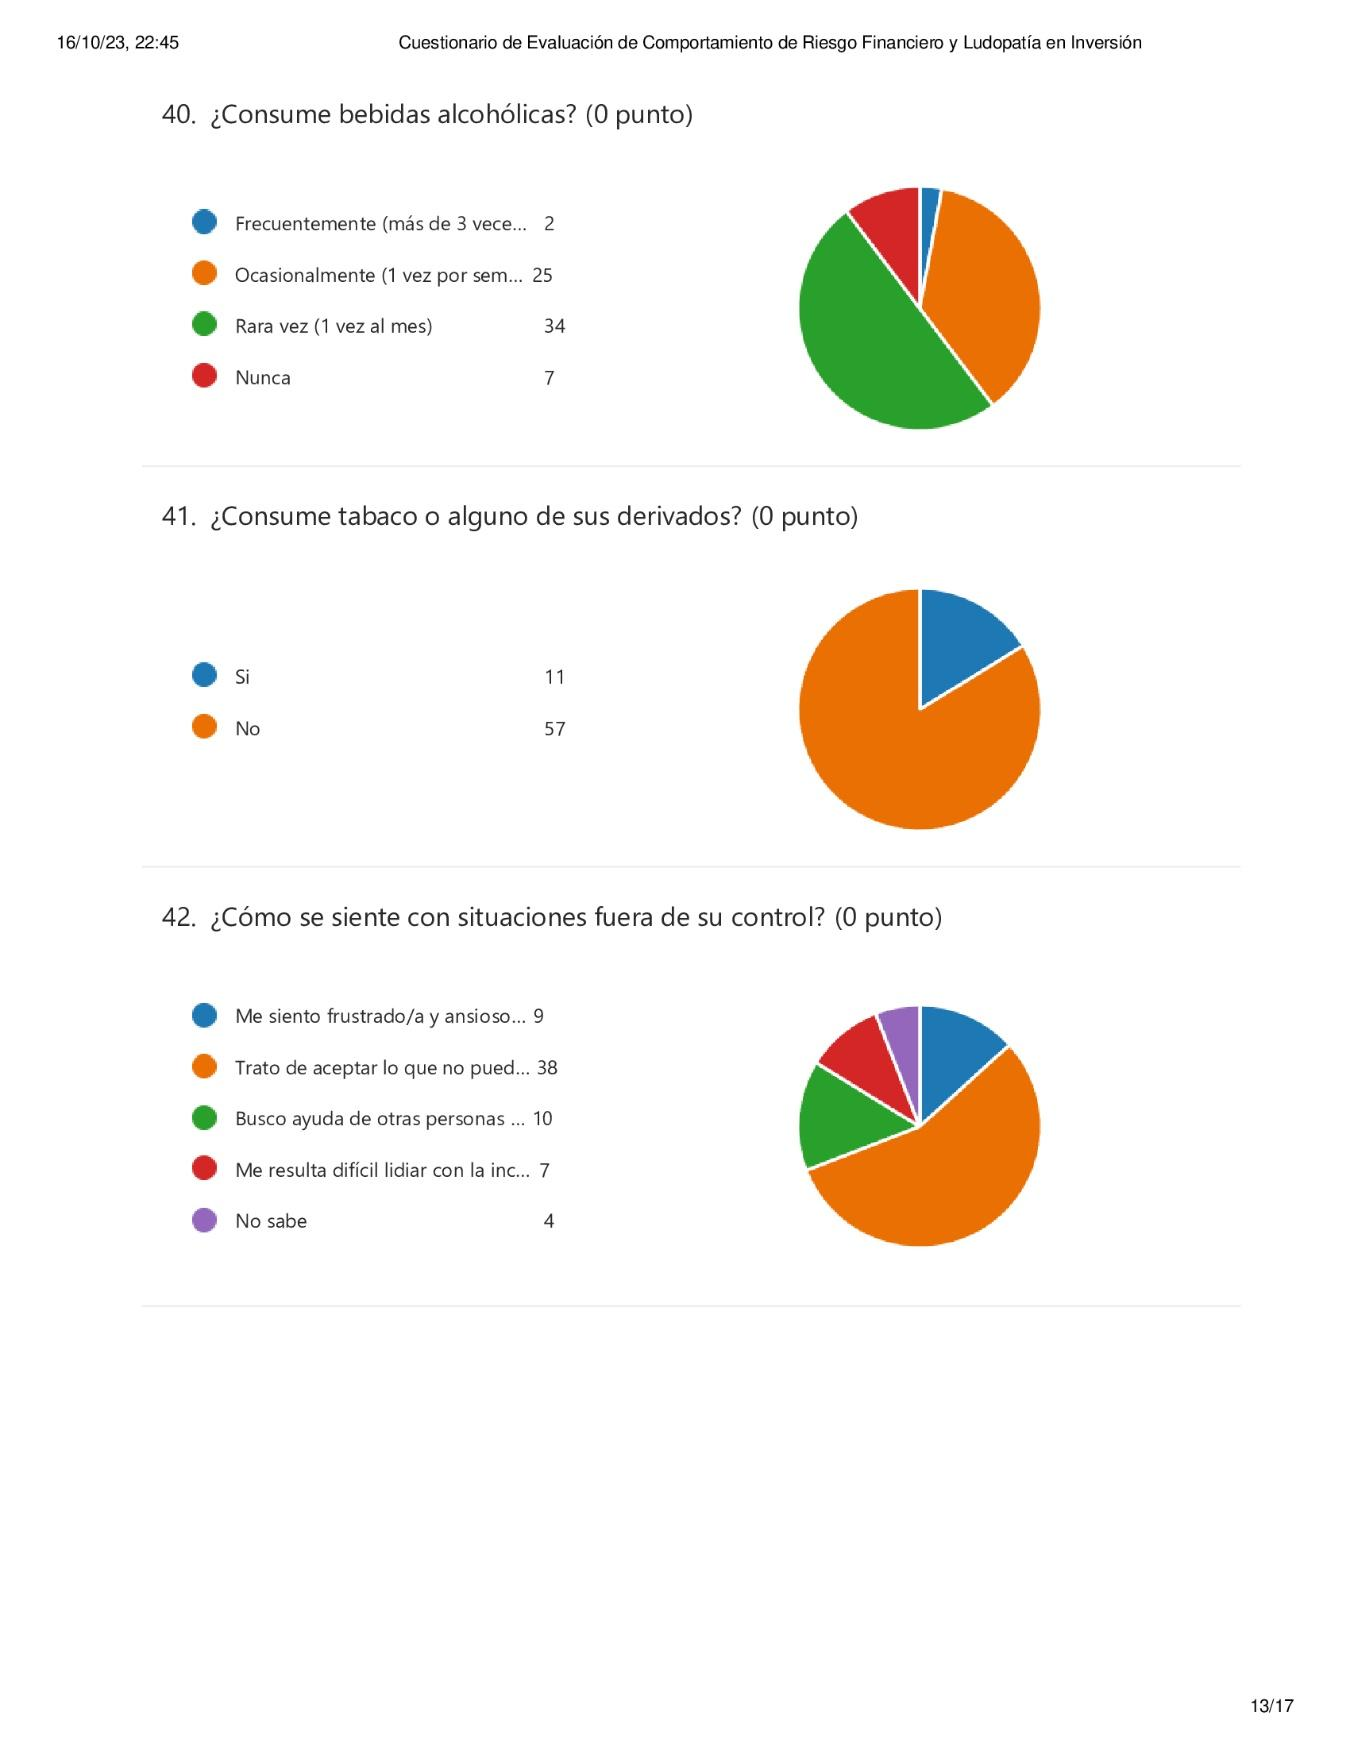 16/10/23, 22:45 Cuestionario de Evaluación de Comportamiento de Riesgo Financiero y Ludopatía en Inversión
40. ¿Consume bebidas alcohólicas? (0 punto)
Frecuentemente (más de 3 vece... 2
Ocasionalmente (1 vez por sem... 25
Rara vez (1 vez al mes) 34
Nunca 7
41. ¿Consume tabaco o alguno de sus derivados? (0 punto)
Si 11
No 57
42. ¿Cómo se siente con situaciones fuera de su control? (0 punto)
Me siento frustrado/a y ansioso... 9
Trato de aceptar lo que no pued... 38
Busco ayuda de otras personas ... 10
Me resulta difícil lidiar con la inc... 7
No sabe 4
13/17